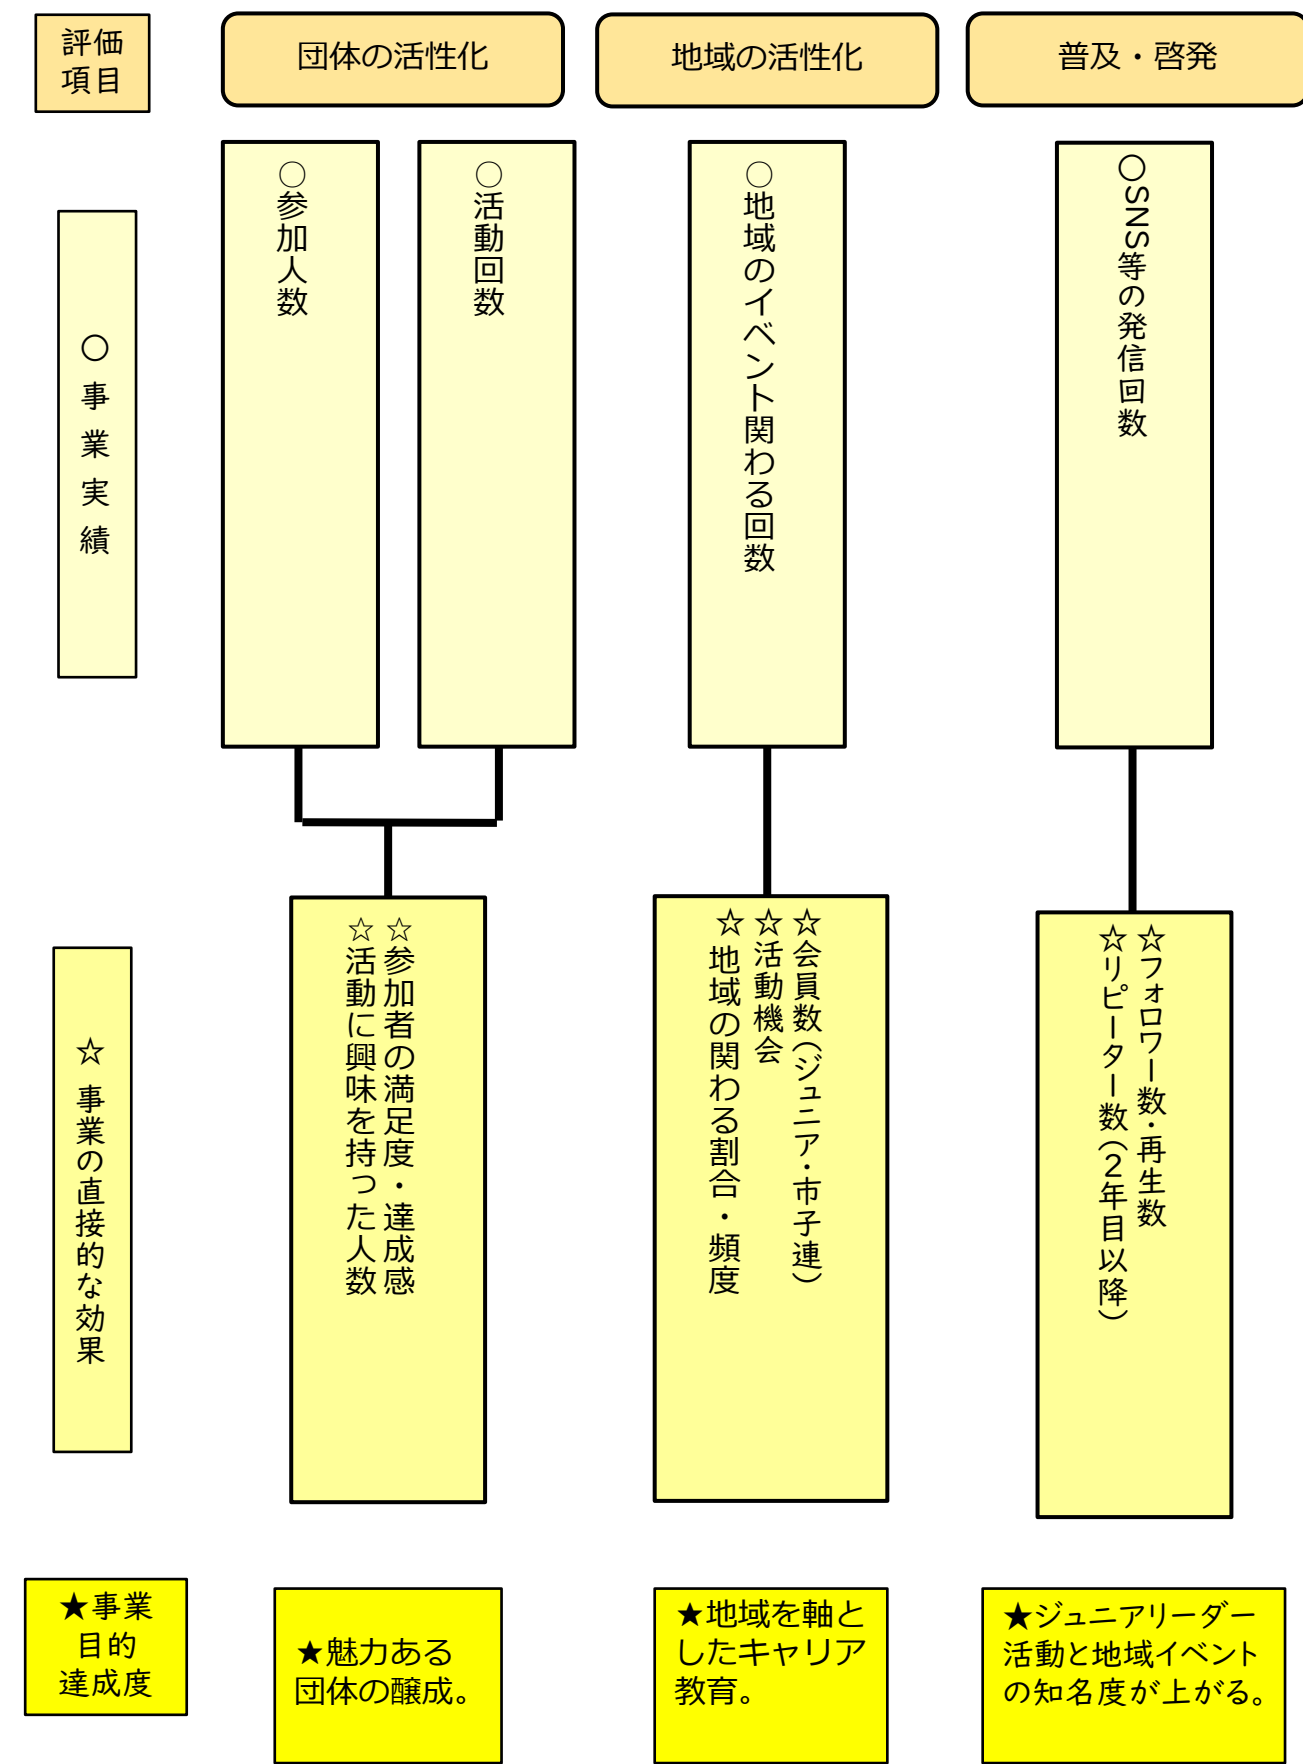 評価
項目
団体の活性化
地域の活性化
普及・啓発
〇事業実績
〇参加人数
〇活動回数
〇地域のイベント関わる回数
〇SNS等の発信回数
☆ 事業の直接的な効果
☆参加者の満足度・達成感
☆活動に興味を持った人数
☆会員数(ジュニア・市子連)
☆活動機会
☆地域の関わる割合・頻度
☆フォロワー数・再生数
☆リピーター数(2年目以降)
★事業
目的
達成度
★魅力ある
団体の醸成。
★地域を軸と
したキャリア
教育。
★ジュニアリーダー
活動と地域イベント
の知名度が上がる。